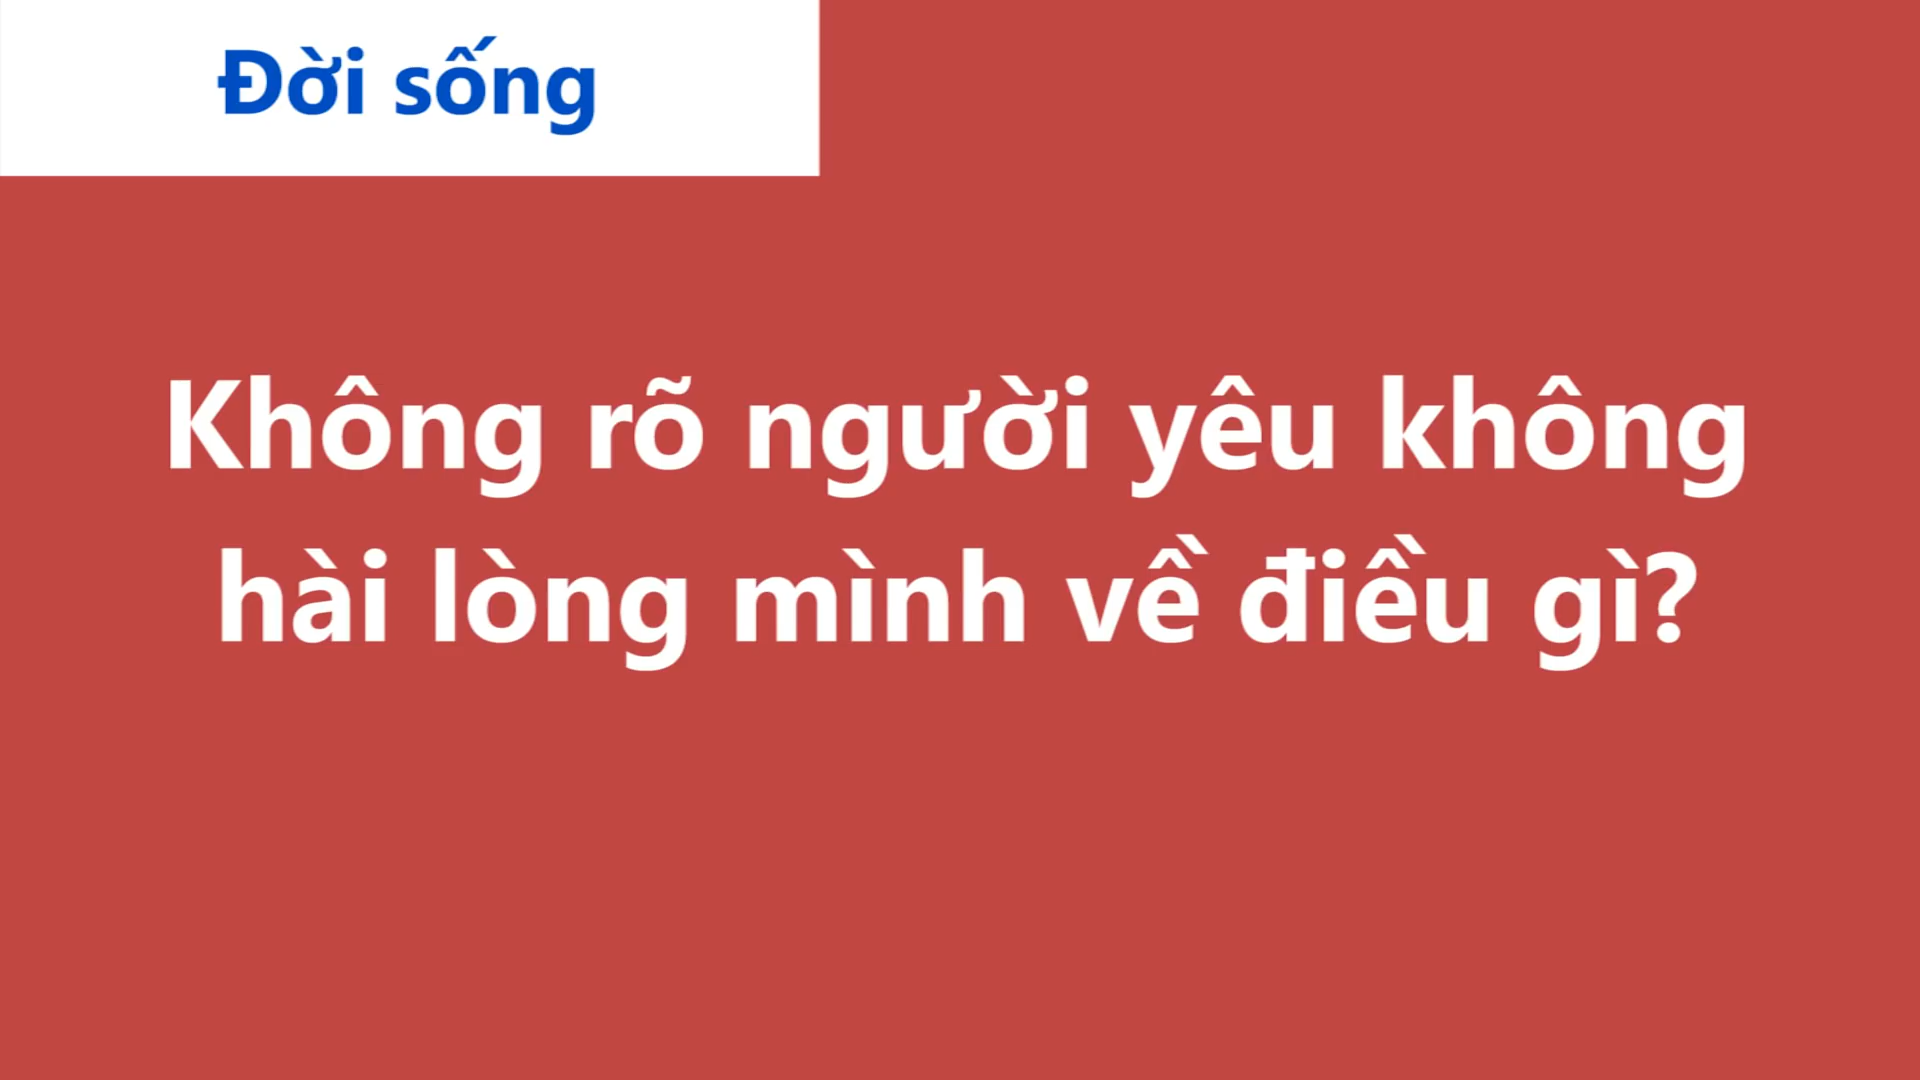 Đời sống
Không rõ người yêu không
hài lòng mình về điều gì?